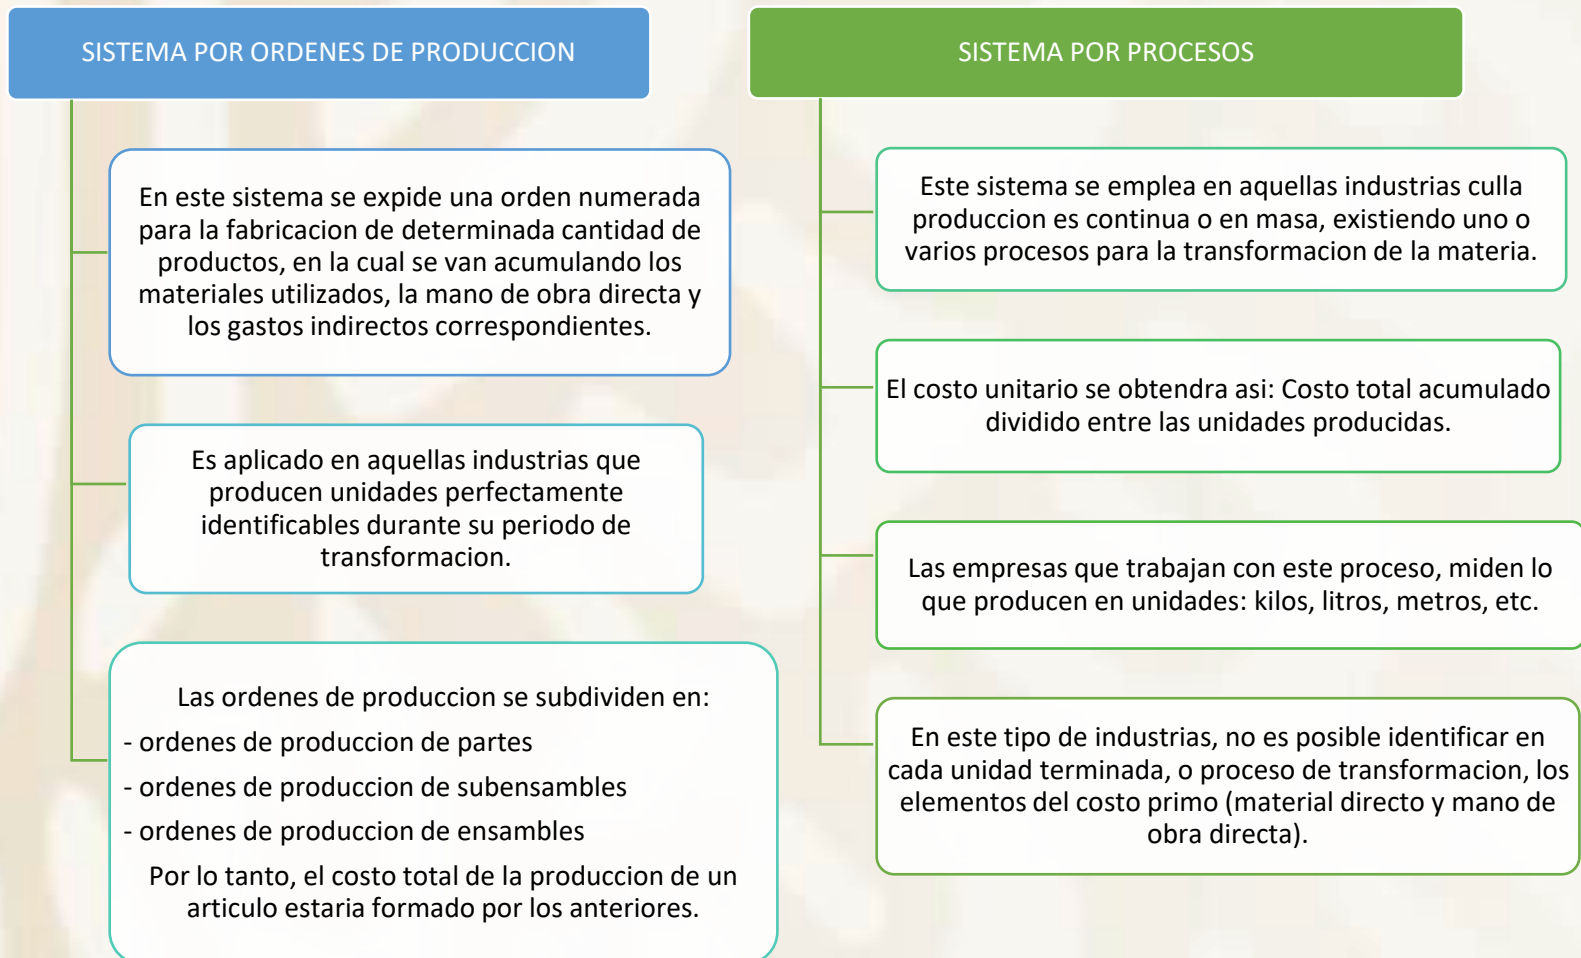 SISTEMA POR ORDENES DE PRODUCCION
En este sistema se expide una orden numerada
para la fabricacion de determinada cantidad de
productos, en la cual se van acumulando los
materiales utilizados, la mano de obra directa y
los gastos indirectos correspondientes.
Es aplicado en aquellas industrias que
producen unidades perfectamente
identificables durante su periodo de
transformacion.
Las ordenes de produccion se subdividen en:
- ordenes de produccion de partes
- ordenes de produccion de subensambles
- ordenes de produccion de ensambles
Por lo tanto, el costo total de la produccion de un
articulo estaria formado por los anteriores.
SISTEMA POR PROCESOS
Este sistema se emplea en aquellas industrias culla
produccion es continua o en masa, existiendo uno o
varios procesos para la transformacion de la materia.
El costo unitario se obtendra asi: Costo total acumulado
dividido entre las unidades producidas.
Las empresas que trabajan con este proceso, miden lo
que producen en unidades: kilos, litros, metros, etc.
En este tipo de industrias, no es posible identificar en
cada unidad terminada, o proceso de transformacion, los
elementos del costo primo (material directo y mano de
obra directa).